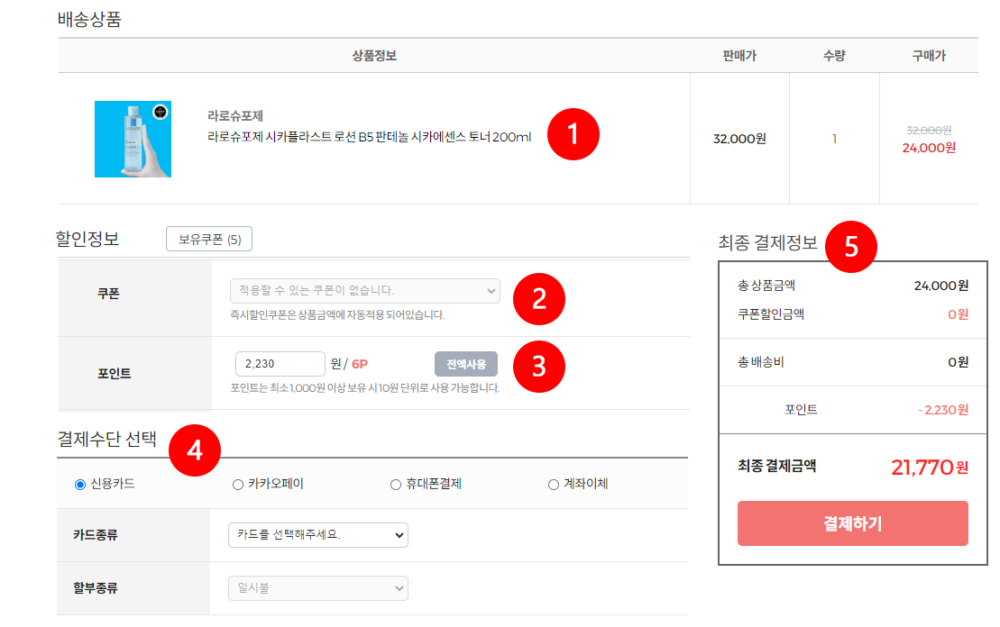 배송상품
상품정보 판매가 수량 구매가
라로슈포제
라로슈포제 시카플라스트 로션 B5 판테놀 시카에센스 토너 200ml
1
32,000원
1
32,000원
24,000원
할인정보
보유쿠폰 (5)
쿠폰
적용할 수 있는 쿠폰이 없습니다.
즉시할인쿠폰은 상품금액에 자동적용 되어있습니다.
2
포인트
2,230 원 / 6P
전액사용
포인트는 최소 1,000원 이상 보유 시 10원 단위로 사용 가능합니다.
3
결제수단 선택
4
신용카드 카카오페이 휴대폰결제 계좌이체
카드종류
카드를 선택해주세요.
할부종류
일시불
최종 결제정보
5
총 상품금액 24,000원
쿠폰할인금액 0원
총 배송비 0원
포인트 - 2,230원
최종 결제금액 21,770원
결제하기